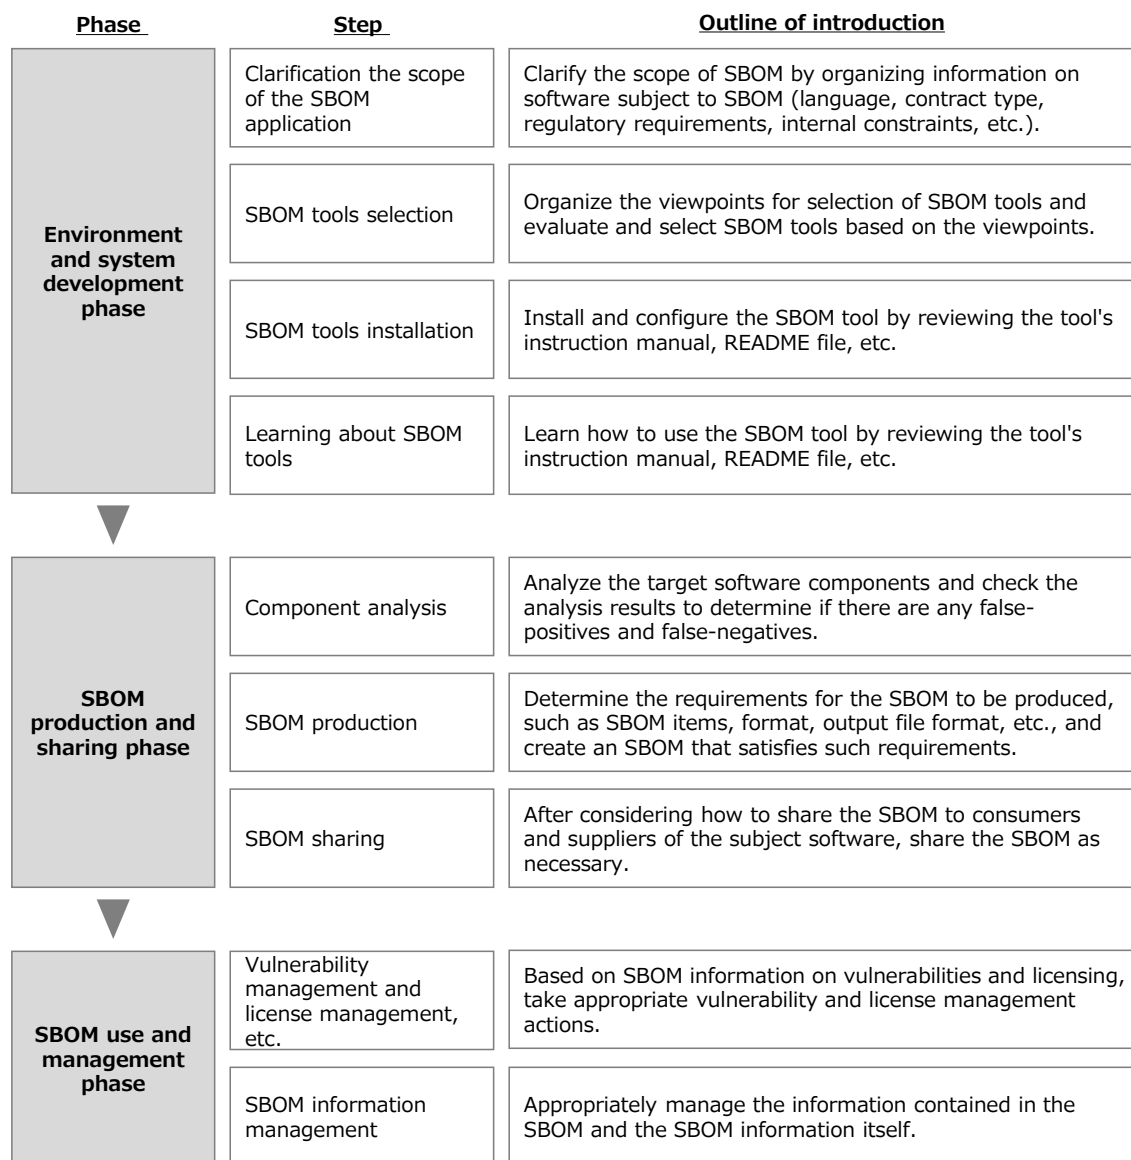 Phase
Step
Outline of introduction
Environment
and system
development
phase
Clarification the scope
of the SBOM
application
Clarify the scope of SBOM by organizing information on
software subject to SBOM (language, contract type,
regulatory requirements, internal constraints, etc.).
SBOM tools selection
Organize the viewpoints for selection of SBOM tools and
evaluate and select SBOM tools based on the viewpoints.
SBOM tools installation
Install and configure the SBOM tool by reviewing the tool's
instruction manual, README file, etc.
Learning about SBOM
tools
Learn how to use the SBOM tool by reviewing the tool's
instruction manual, README file, etc.
SBOM
production and
sharing phase
Component analysis
Analyze the target software components and check the
analysis results to determine if there are any false-
positives and false-negatives.
SBOM production
Determine the requirements for the SBOM to be produced,
such as SBOM items, format, output file format, etc., and
create an SBOM that satisfies such requirements.
SBOM sharing
After considering how to share the SBOM to consumers
and suppliers of the subject software, share the SBOM as
necessary.
SBOM use and
management
phase
Vulnerability
management and
license management,
etc.
Based on SBOM information on vulnerabilities and licensing,
take appropriate vulnerability and license management
actions.
SBOM information
management
Appropriately manage the information contained in the
SBOM and the SBOM information itself.